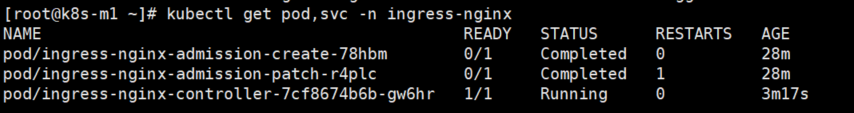 [root@k8s-m1 ~]# kubectl get pod,svc -n ingress-nginx
NAME READY STATUS RESTARTS AGE
pod/ingress-nginx-admission-create-78hbm 0/1 Completed 0 28m
pod/ingress-nginx-admission-patch-r4plc 0/1 Completed 1 28m
pod/ingress-nginx-controller-7cf8674b6b-gw6hr 1/1 Running 0 3m17s